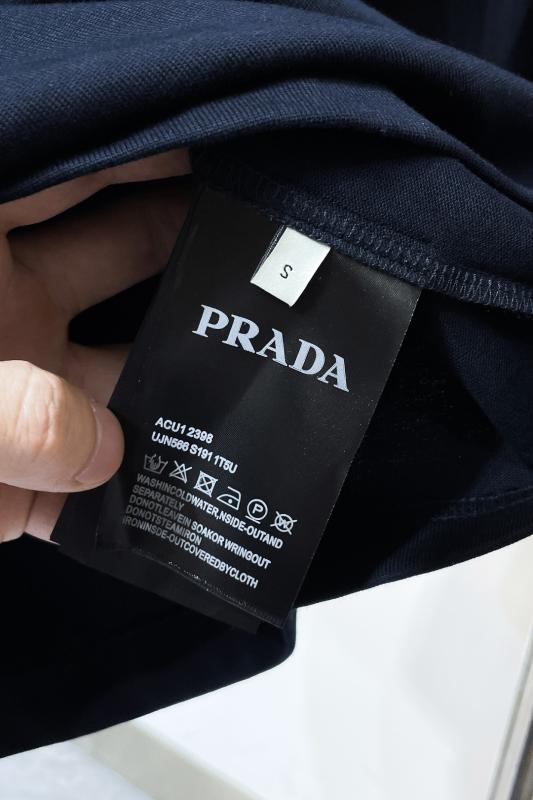 S
PRADA
ACU1 2398
UJN566 S191 1T5U
WASHINCOLDWATER,NSIDE-OUTAND
SEPARATELY
DONOTLEAVEIN SOAKOR WRINGOUT
DONOTSTEAMIRON
IRONINSIDE-OUTCOVEREDBYCLOTH